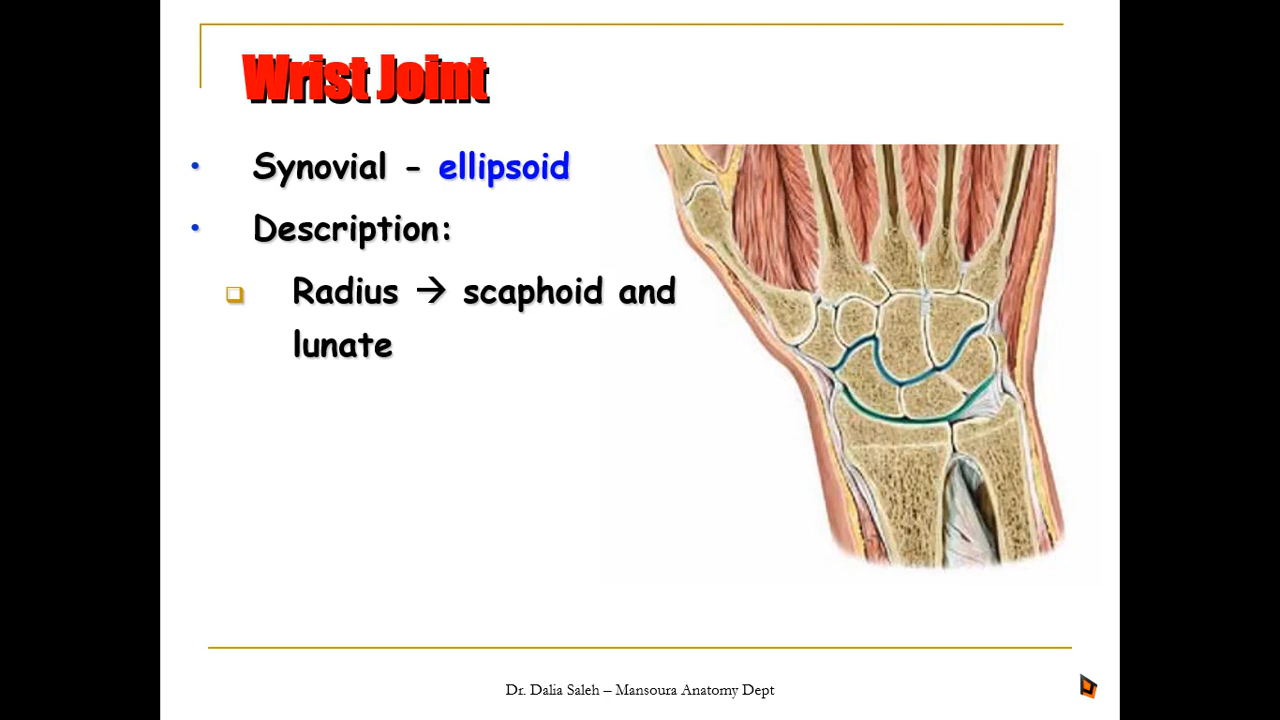 Wrist Joint
• Synovial - ellipsoid
• Description:
❑ Radius → scaphoid and
lunate
Dr. Dalia Saleh – Mansoura Anatomy Dept